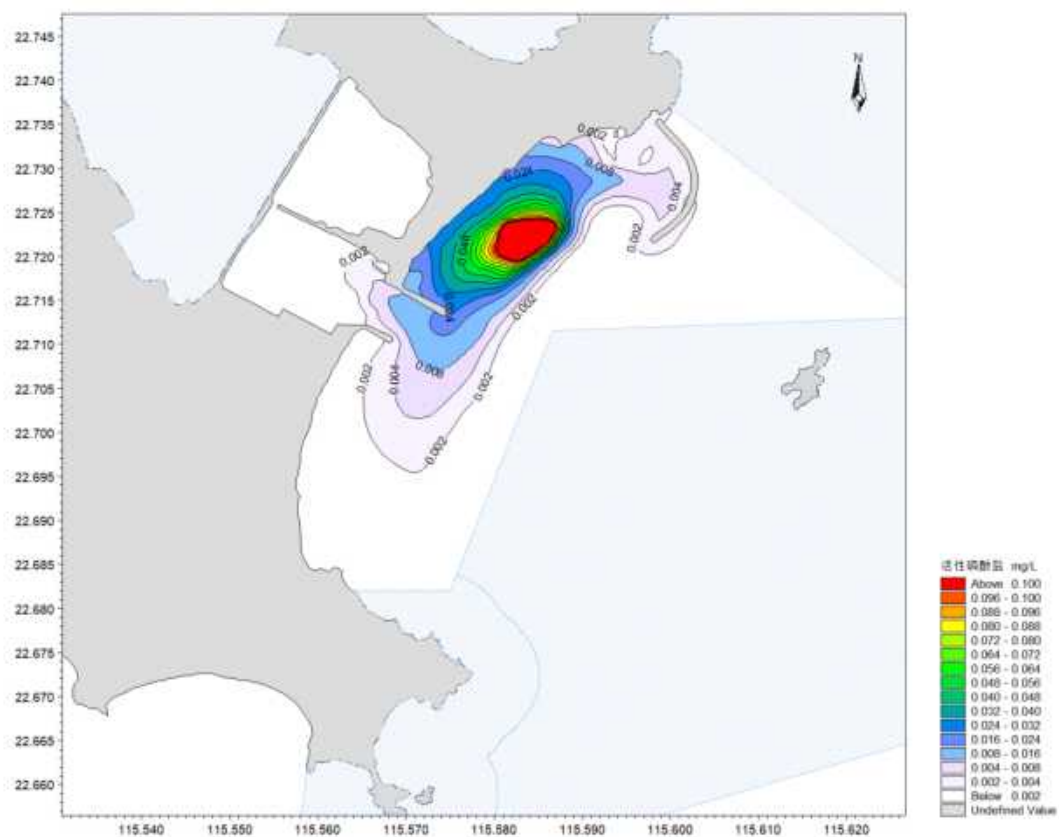 22.745
22.740
22.735
22.730
22.725
22.720
22.715
22.710
22.705
22.700
22.695
22.690
22.685
22.680
22.675
22.670
22.665
22.660
N
0.002
0.008
0.024
0.004
0.002
0.048
0.002
0.002
0.008
0.002
0.004
0.002
0.002
115.540
115.550
115.560
115.570
115.580
115.590
115.600
115.610
115.620
活性磷酸盐 mg/L
Above 0.100
0.096 - 0.100
0.088 - 0.096
0.080 - 0.088
0.072 - 0.080
0.064 - 0.072
0.056 - 0.064
0.048 - 0.056
0.040 - 0.048
0.032 - 0.040
0.024 - 0.032
0.016 - 0.024
0.008 - 0.016
0.004 - 0.008
0.002 - 0.004
Below 0.002
Undefined Value